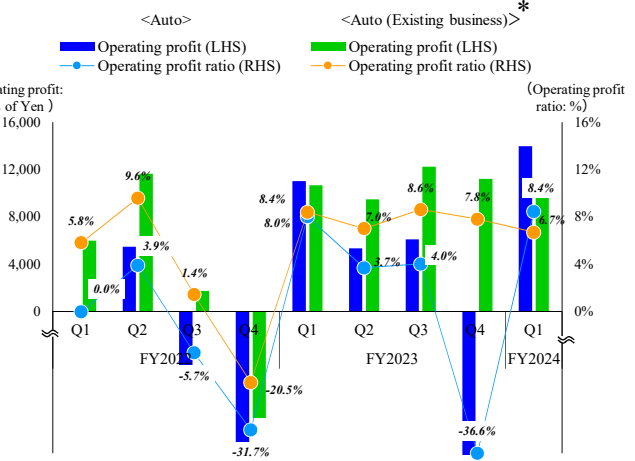 <Auto>
<Auto (Existing business)>*
Operating profit (LHS)
Operating profit (LHS)
Operating profit ratio (RHS)
Operating profit ratio (RHS)
ating profit:
s of Yen )
(Operating profit
ratio: %)
16,000
16%
12,000
12%
8,000
8%
4,000
4%
0
0%
5.8%
9.6%
1.4%
8.4%
7.0%
8.6%
7.8%
8.4%
6.7%
0.0%
3.9%
8.0%
3.7%
4.0%
-5.7%
-20.5%
-31.7%
-36.6%
Q1
Q2
Q3
Q4
Q1
Q2
Q3
Q4
Q1
FY2022
FY2023
FY2024